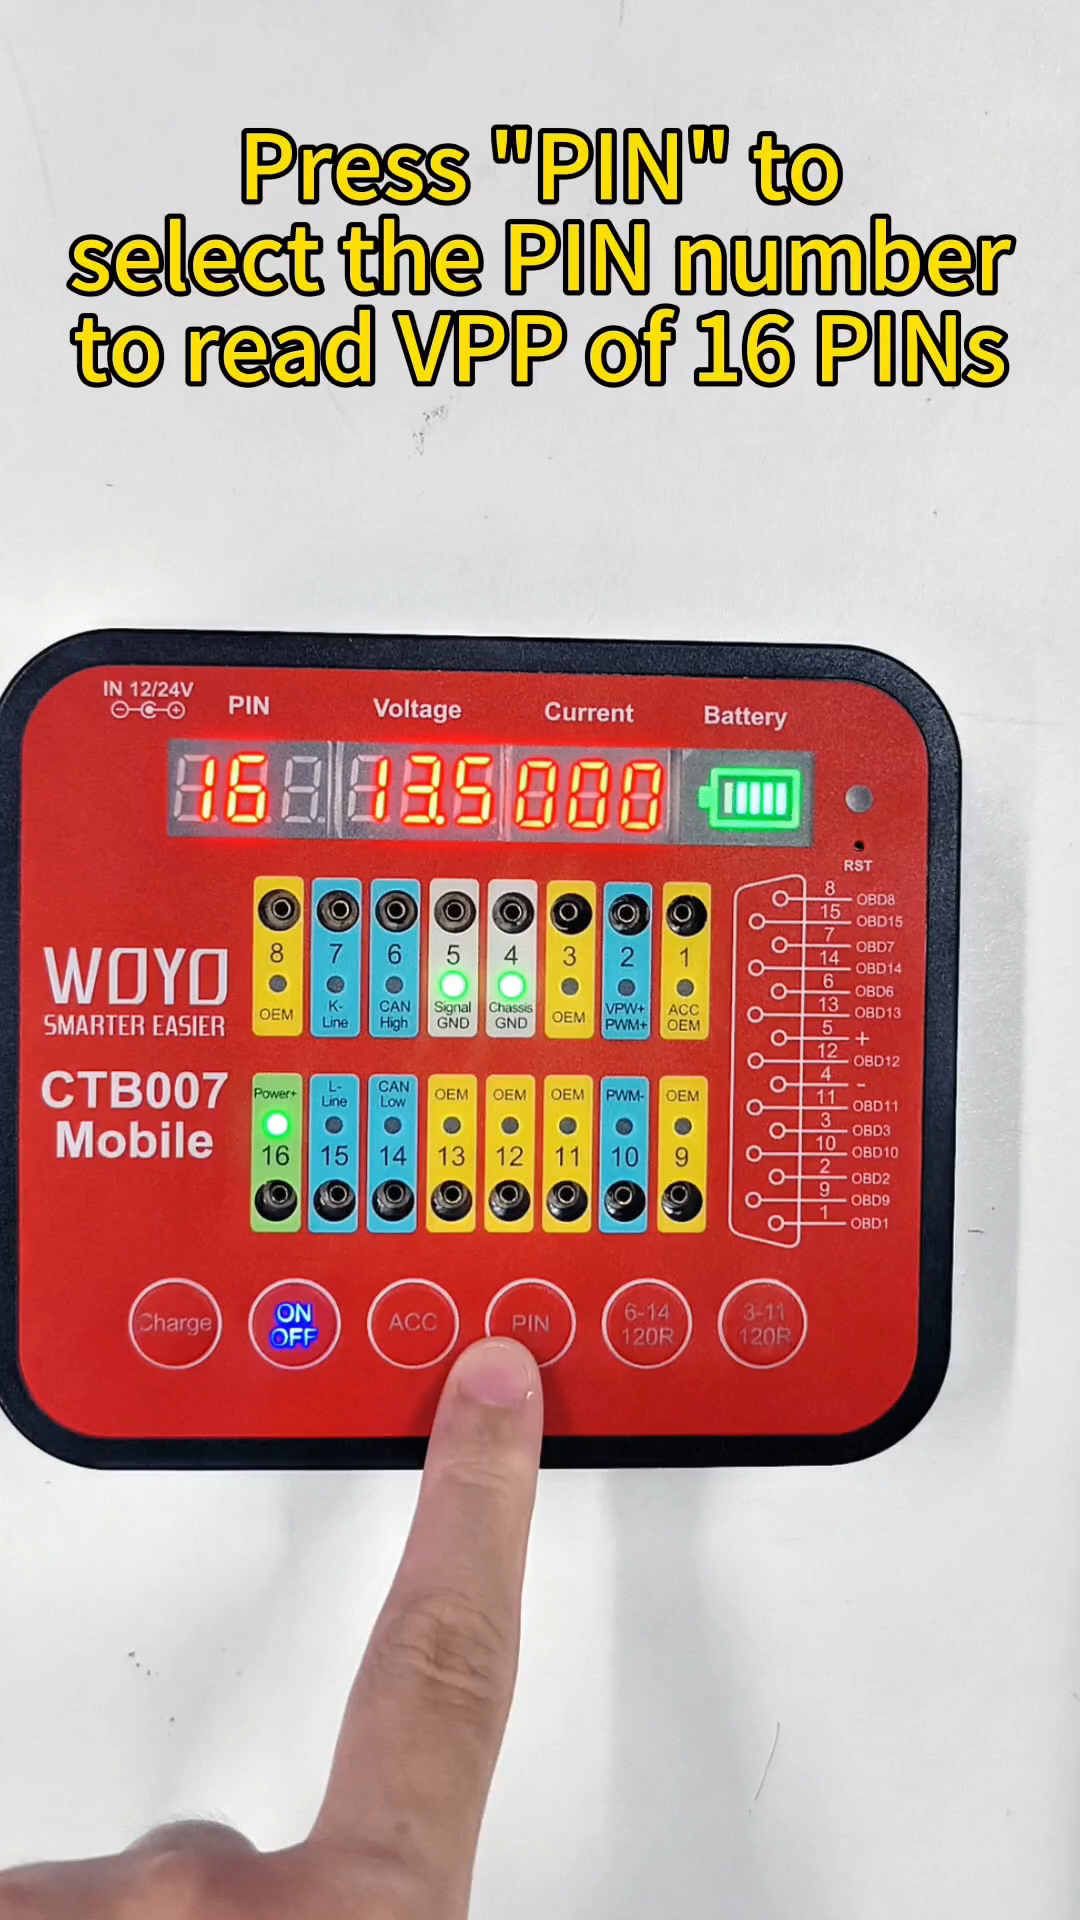 Press "PIN" to
select the PIN number
to read VPP of 16 PINs
IN 12/24V
PIN
Voltage
Current
Battery
16
13.5
000
RST
WOYO
SMARTER EASIER
CTB007
Mobile
8
OEM
7
K-
Line
6
CAN
High
5
Signal
GND
4
Chassis
GND
3
OEM
2
VPW+
PWM+
1
ACC
OEM
Power+
16
L-
Line
15
CAN
Low
14
OEM
13
OEM
12
OEM
11
PWM-
10
OEM
9
8 OBD8
15 OBD15
7 OBD7
14 OBD14
6 OBD6
13 OBD13
5 +
12 OBD12
4 -
11 OBD11
3 OBD3
10 OBD10
2 OBD2
9 OBD9
1 OBD1
Charge
ON
OFF
ACC
PIN
6-14
120R
3-11
120R